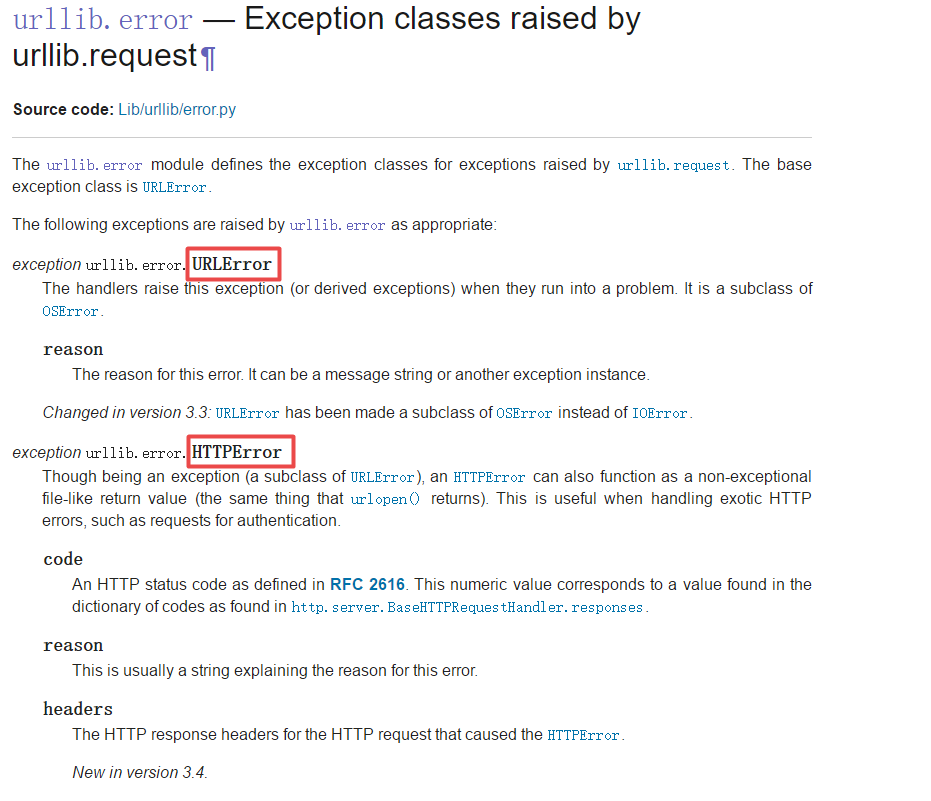 urllib.error — Exception classes raised by
urllib.request¶
Source code: Lib/urllib/error.py
The urllib.error module defines the exception classes for exceptions raised by urllib.request. The base
exception class is URLError.
The following exceptions are raised by urllib.error as appropriate:
exception urllib.error.URLError
The handlers raise this exception (or derived exceptions) when they run into a problem. It is a subclass of
OSError.
reason
The reason for this error. It can be a message string or another exception instance.
Changed in version 3.3: URLError has been made a subclass of OSError instead of IOError.
exception urllib.error.HTTPError
Though being an exception (a subclass of URLError), an HTTPError can also function as a non-exceptional
file-like return value (the same thing that urlopen() returns). This is useful when handling exotic HTTP
errors, such as requests for authentication.
code
An HTTP status code as defined in RFC 2616. This numeric value corresponds to a value found in the
dictionary of codes as found in http.server.BaseHTTPRequestHandler.responses.
reason
This is usually a string explaining the reason for this error.
headers
The HTTP response headers for the HTTP request that caused the HTTPError.
New in version 3.4.